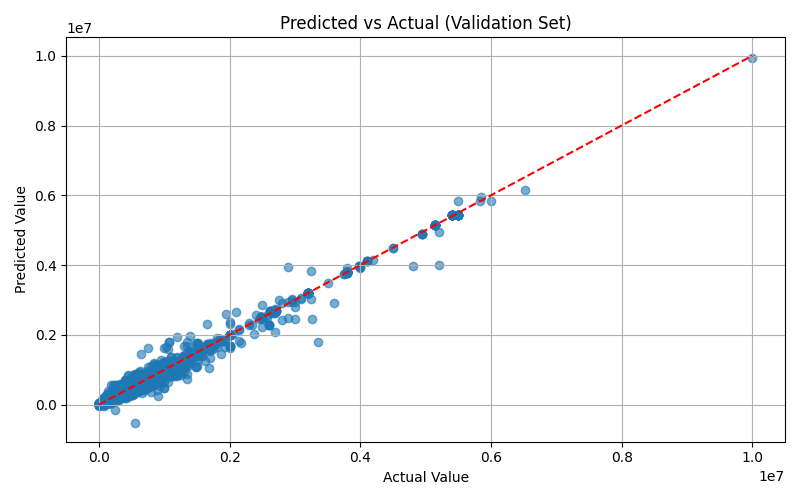 Predicted vs Actual (Validation Set)
1e7
1.0
0.8
0.6
0.4
0.2
0.0
Predicted Value
0.0 0.2 0.4 0.6 0.8 1.0
1e7
Actual Value